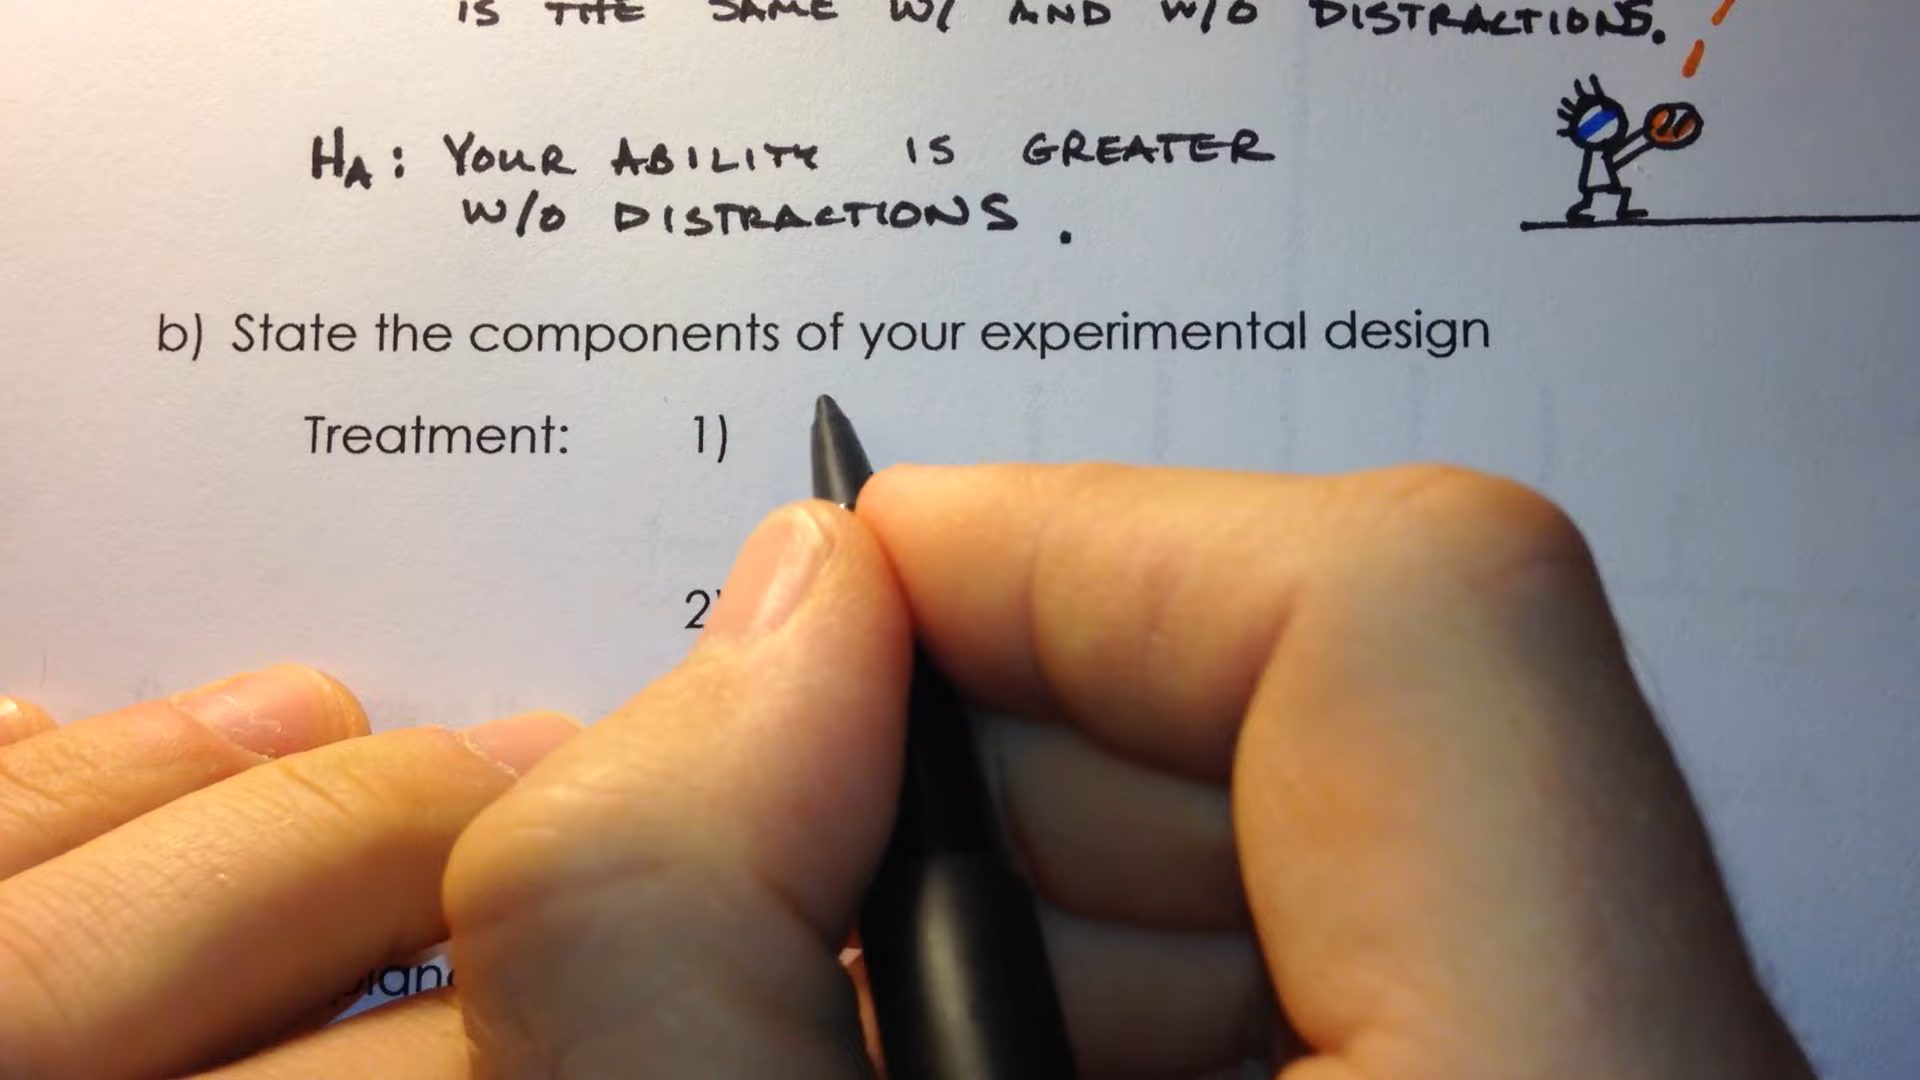 IS THE SAME W/ AND W/O DISTRACTIONS.
HA: YOUR ABILITY IS GREATER
W/O DISTRACTIONS.
b) State the components of your experimental design
Treatment: 1)
2)